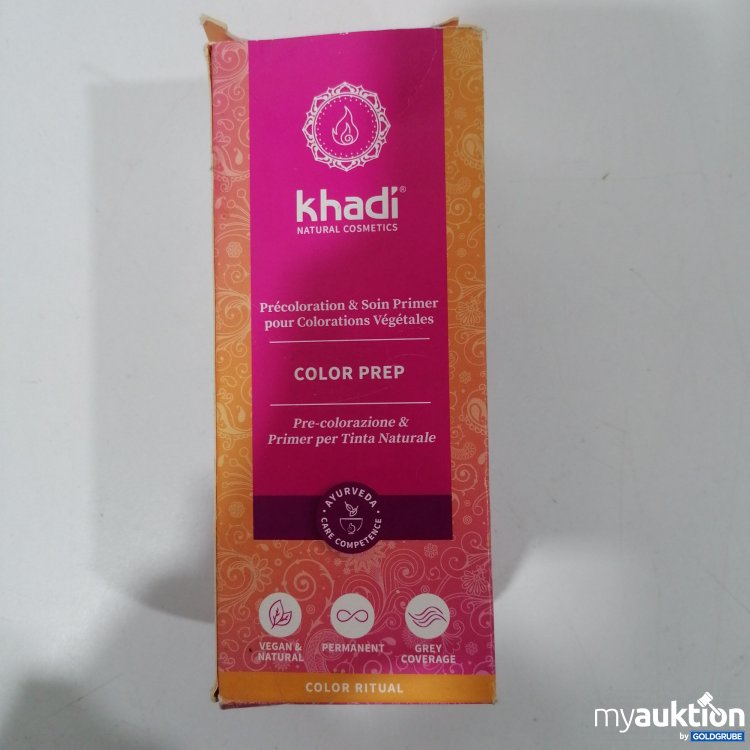 khadí®
NATURAL COSMETICS
Précoloration & Soin Primer
pour Colorations Végétales
COLOR PREP
Pre-colorazione &
Primer per Tinta Naturale
• AYURVEDA •
CARE COMPETENCE
VEGAN &
NATURAL
PERMANENT
GREY
COVERAGE
COLOR RITUAL
myauktion
by GOLDGRUBE